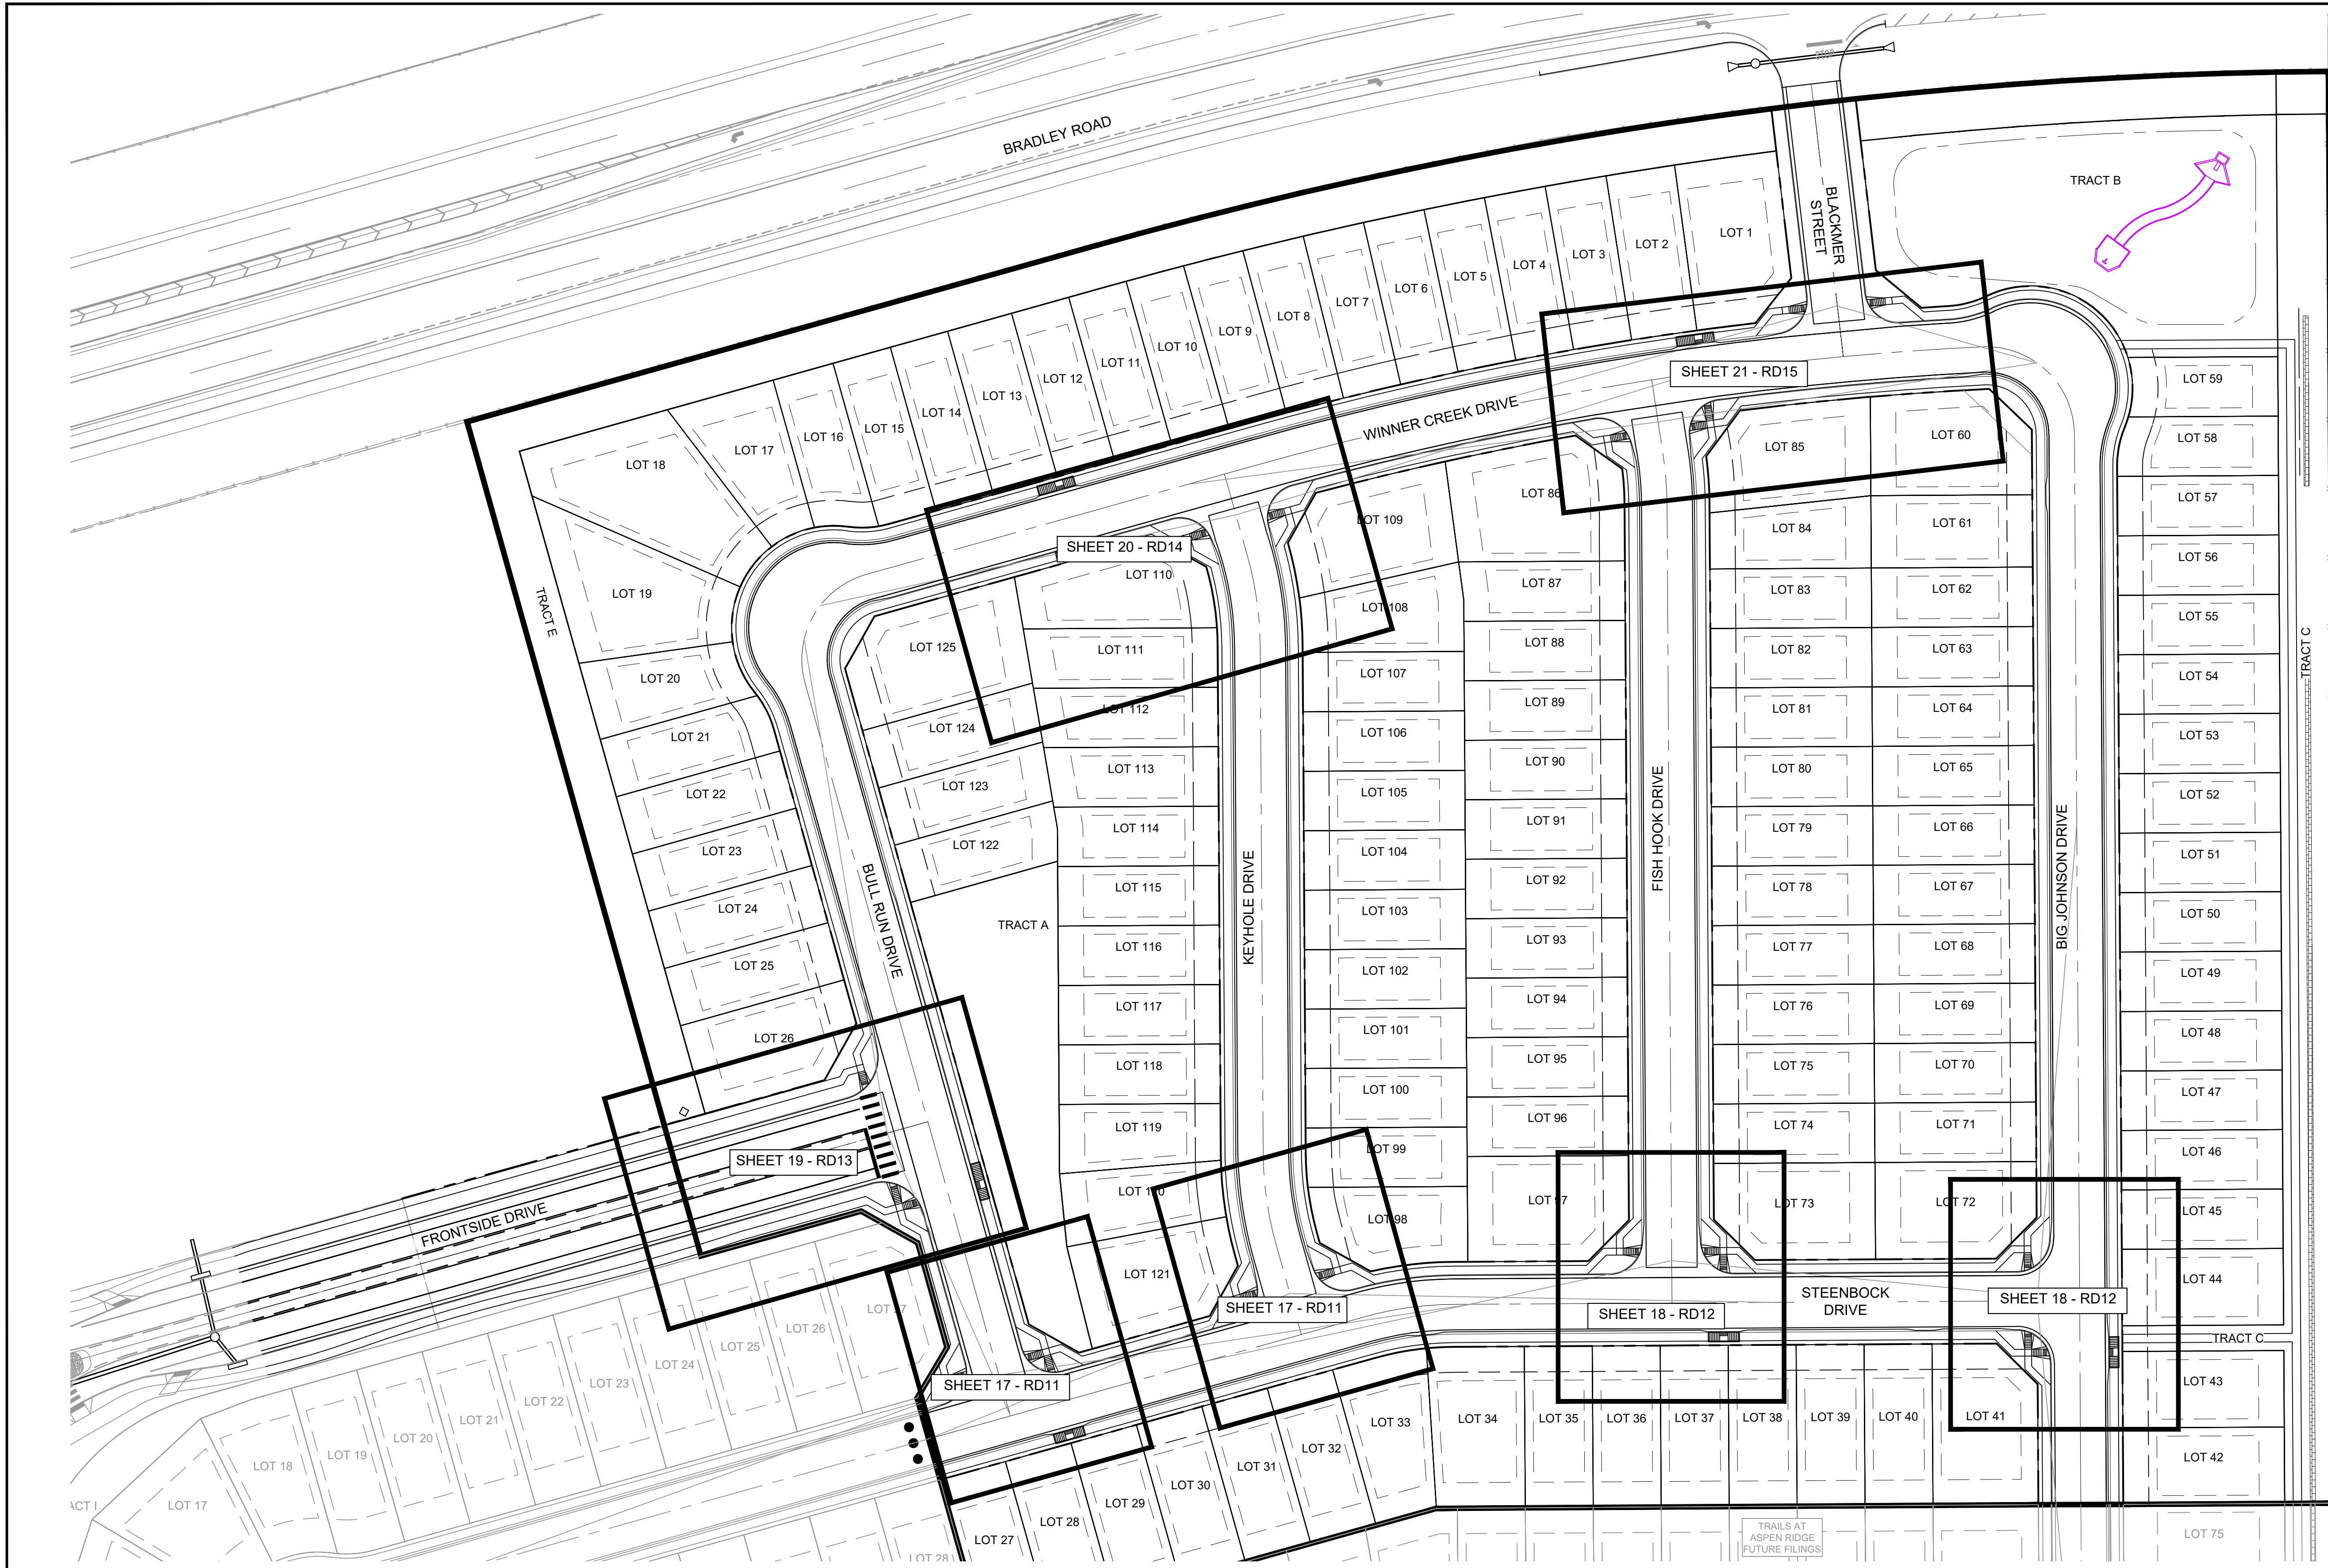 STOP
BRADLEY ROAD
BLACKMER
STREET
TRACT B
LOT 1
LOT 2
LOT 3
LOT 4
LOT 5
LOT 6
LOT 7
LOT 8
LOT 9
LOT 10
LOT 11
LOT 12
LOT 13
LOT 14
LOT 15
LOT 16
LOT 17
LOT 18
LOT 19
TRACT E
LOT 20
LOT 21
LOT 22
LOT 23
LOT 24
LOT 25
LOT 26
WINNER CREEK DRIVE
SHEET 21 - RD15
SHEET 20 - RD14
LOT 125
LOT 124
LOT 123
LOT 122
BULL RUN DRIVE
TRACT A
LOT 110
LOT 111
LOT 112
LOT 113
LOT 114
LOT 115
LOT 116
LOT 117
LOT 118
LOT 119
LOT 120
LOT 121
KEYHOLE DRIVE
LOT 109
LOT 108
LOT 107
LOT 106
LOT 105
LOT 104
LOT 103
LOT 102
LOT 101
LOT 100
LOT 99
LOT 98
LOT 86
LOT 87
LOT 88
LOT 89
LOT 90
LOT 91
LOT 92
LOT 93
LOT 94
LOT 95
LOT 96
LOT 97
FISH HOOK DRIVE
LOT 85
LOT 84
LOT 83
LOT 82
LOT 81
LOT 80
LOT 79
LOT 78
LOT 77
LOT 76
LOT 75
LOT 74
LOT 73
LOT 60
LOT 61
LOT 62
LOT 63
LOT 64
LOT 65
LOT 66
LOT 67
LOT 68
LOT 69
LOT 70
LOT 71
LOT 72
BIG JOHNSON DRIVE
LOT 59
LOT 58
LOT 57
LOT 56
LOT 55
LOT 54
LOT 53
LOT 52
LOT 51
LOT 50
LOT 49
LOT 48
LOT 47
LOT 46
LOT 45
LOT 44
TRACT C
TRACT C
LOT 43
LOT 42
LOT 75
SHEET 19 - RD13
FRONTSIDE DRIVE
SHEET 17 - RD11
SHEET 17 - RD11
SHEET 18 - RD12
STEENBOCK
DRIVE
SHEET 18 - RD12
LOT 27
LOT 26
LOT 25
LOT 24
LOT 23
LOT 22
LOT 21
LOT 20
LOT 19
LOT 18
LOT 17
ACT I
LOT 28
LOT 27
LOT 28
LOT 29
LOT 30
LOT 31
LOT 32
LOT 33
LOT 34
LOT 35
LOT 36
LOT 37
LOT 38
LOT 39
LOT 40
LOT 41
TRAILS AT
ASPEN RIDGE
FUTURE FILINGS